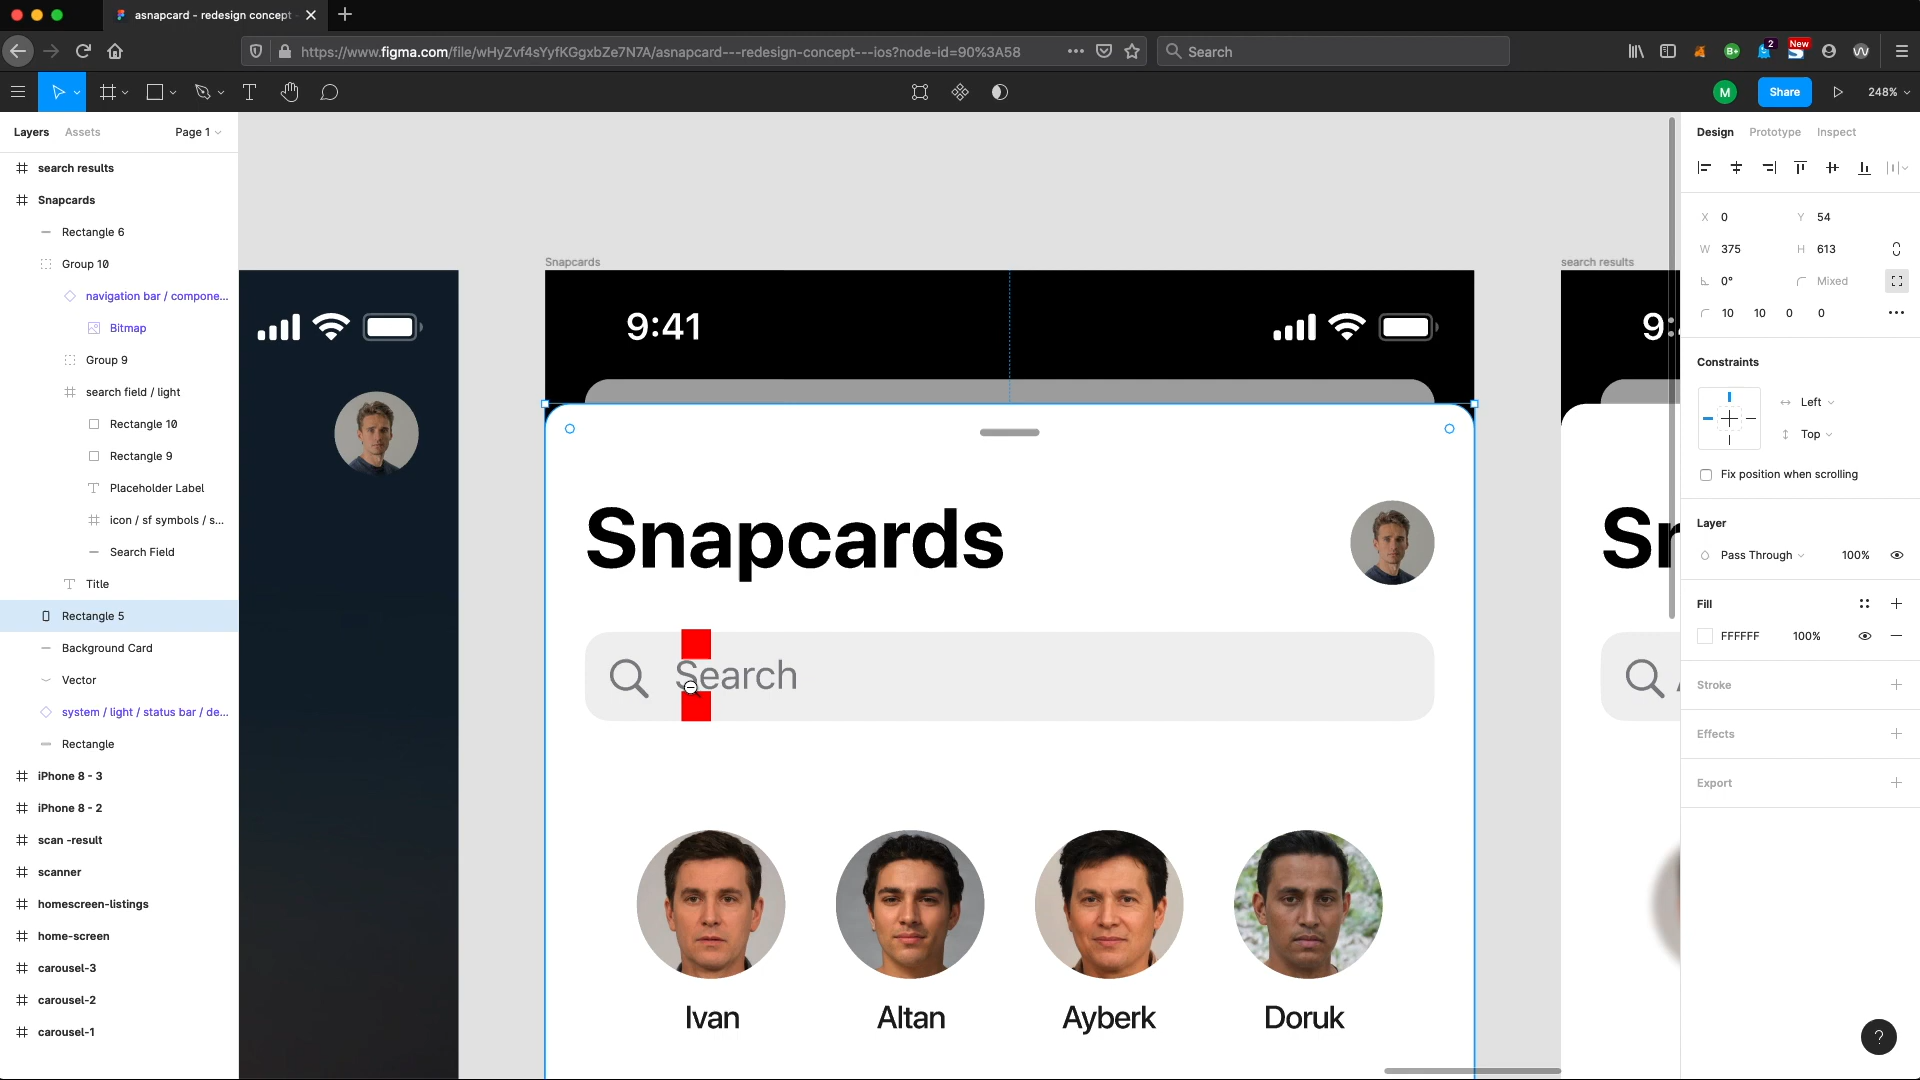 asnapcard - redesign concept
https://www.figma.com/file/wHyZvf4sYyfKGgxbZe7N7A/asnapcard---redesign-concept---ios?node-id=90%3A58
Search
B+
2
New
M
Share
248%
Layers
Assets
Page 1
search results
Snapcards
Rectangle 6
Group 10
navigation bar / compone...
Bitmap
Group 9
search field / light
Rectangle 10
Rectangle 9
Placeholder Label
icon / sf symbols / s...
Search Field
Title
Rectangle 5
Background Card
Vector
system / light / status bar / de...
Rectangle
iPhone 8 - 3
iPhone 8 - 2
scan -result
scanner
homescreen-listings
home-screen
carousel-3
carousel-2
carousel-1
Snapcards
9:41
Snapcards
Search
Ivan
Altan
Ayberk
Doruk
search results
9:
Design
Prototype
Inspect
X 0
Y 54
W 375
H 613
0°
Mixed
10 10 0 0
Constraints
Left
Top
Fix position when scrolling
Layer
Pass Through
100%
Fill
FFFFFF
100%
Stroke
Effects
Export
?